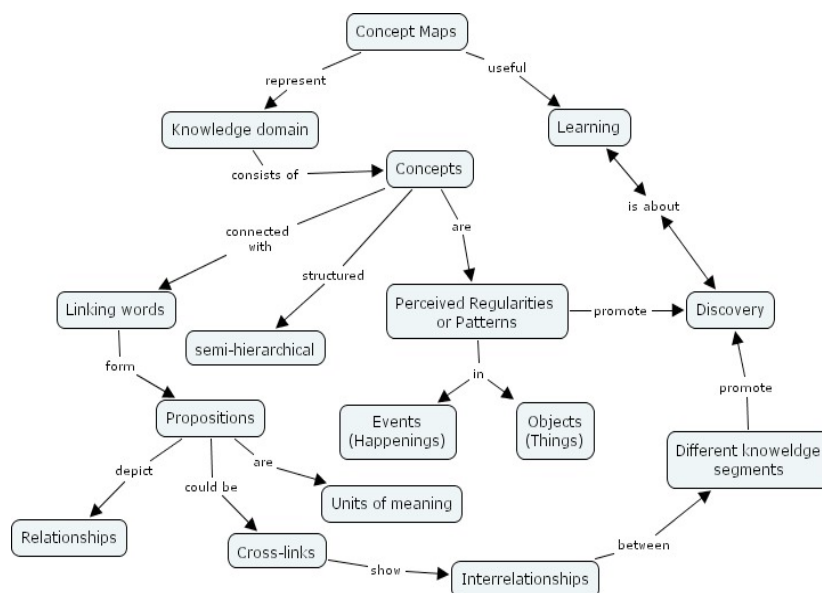 Concept Maps
represent
useful
Knowledge domain
Learning
consists of
Concepts
is about
connected
with
are
structured
Linking words
Perceived Regularities
or Patterns
promote
Discovery
semi-hierarchical
form
in
promote
Propositions
Events
(Happenings)
Objects
(Things)
Different knoweldge
segments
depict
could be
are
Units of meaning
Relationships
Cross-links
show
Interrelationships
between